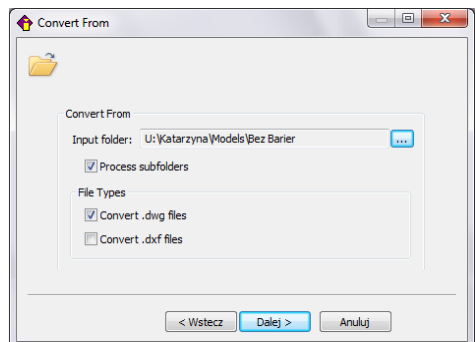 Convert From
Convert From
Input folder: U:\Katarzyna\Models\Bez Barier ...
Process subfolders
File Types
Convert .dwg files
Convert .dxf files
< Wstecz Dalej > Anuluj